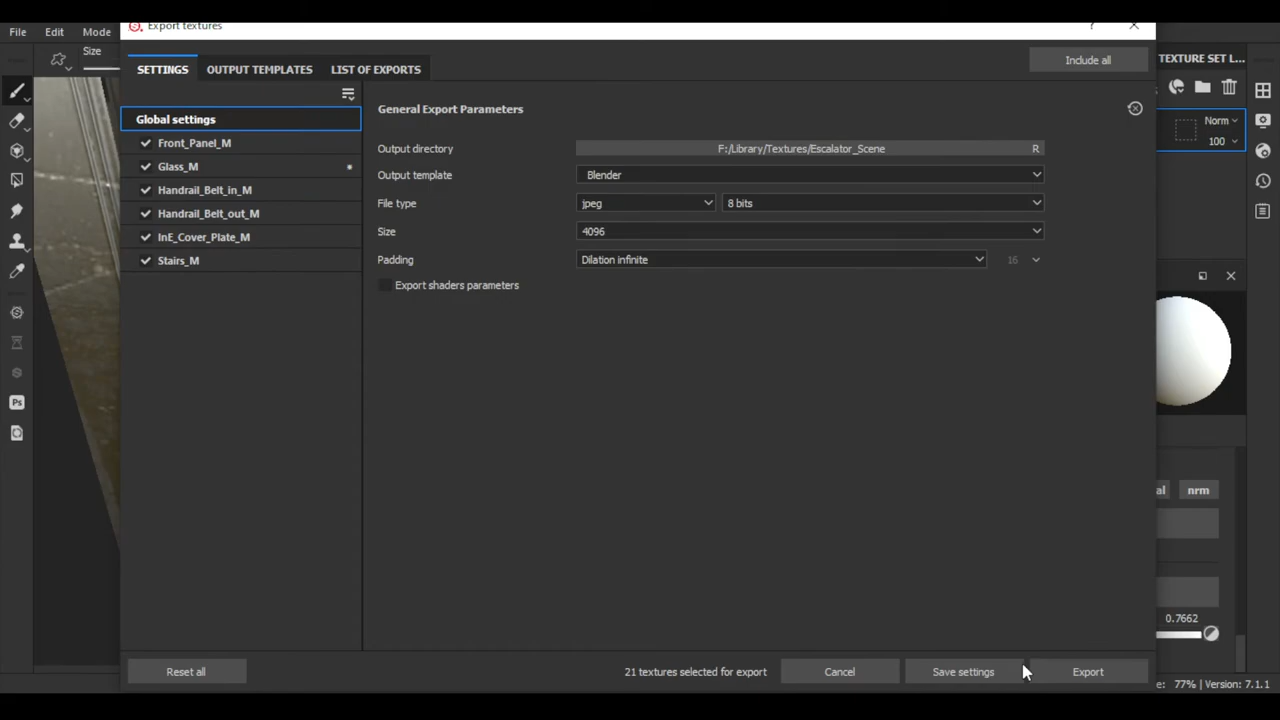 Export textures
?
File Edit Mode
Size
SETTINGS OUTPUT TEMPLATES LIST OF EXPORTS
Include all
TEXTURE SET L...
Global settings
Front_Panel_M
Glass_M
Handrail_Belt_in_M
Handrail_Belt_out_M
InE_Cover_Plate_M
Stairs_M
General Export Parameters
Output directory F:/Library/Textures/Escalator_Scene R
Output template Blender
File type jpeg 8 bits
Size 4096
Padding Dilation infinite 16
Export shaders parameters
Norm
100
Ps
al nrm
0.7662
Reset all
21 textures selected for export
Cancel Save settings Export
e: 77% | Version: 7.1.1